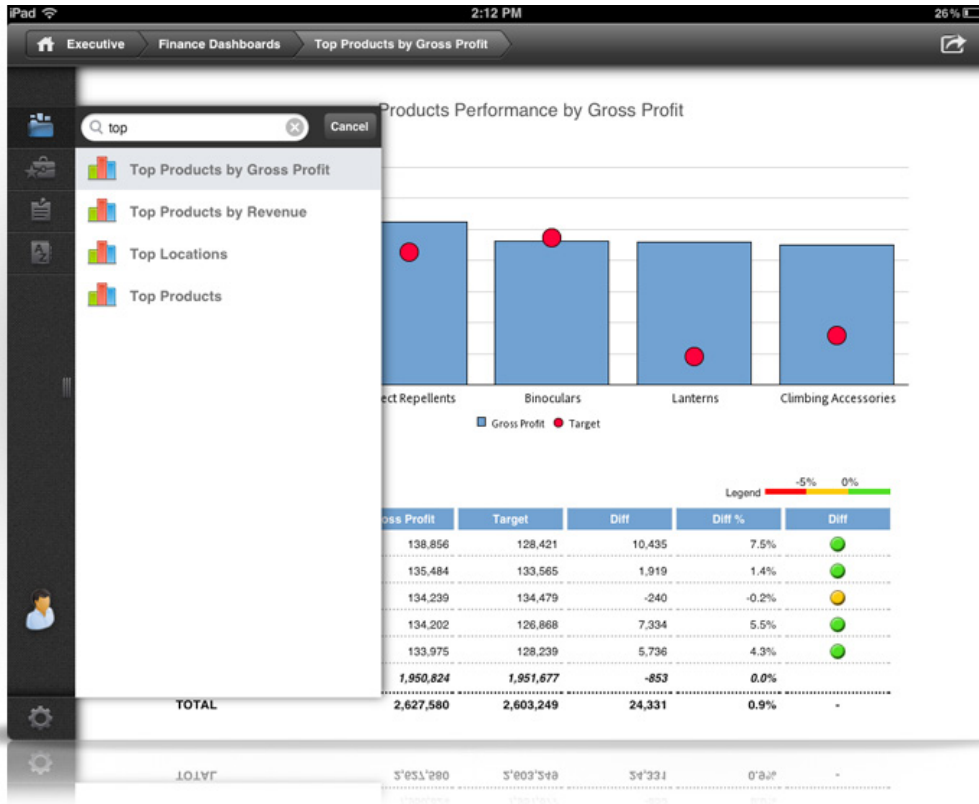 iPad 2:12 PM 26%
Executive Finance Dashboards Top Products by Gross Profit
Products Performance by Gross Profit
top Cancel
Top Products by Gross Profit
Top Products by Revenue
Top Locations
Top Products
ect Repellents Binoculars Lanterns Climbing Accessories
Gross Profit Target
Legend -5% 0%
oss Profit Target Diff Diff % Diff
138,856 128,421 10,435 7.5%
135,484 133,565 1,919 1.4%
134,239 134,479 -240 -0.2%
134,202 126,868 7,334 5.5%
133,975 128,239 5,736 4.3%
1,950,824 1,951,677 -853 0.0%
TOTAL 2,627,580 2,603,249 24,331 0.9% -